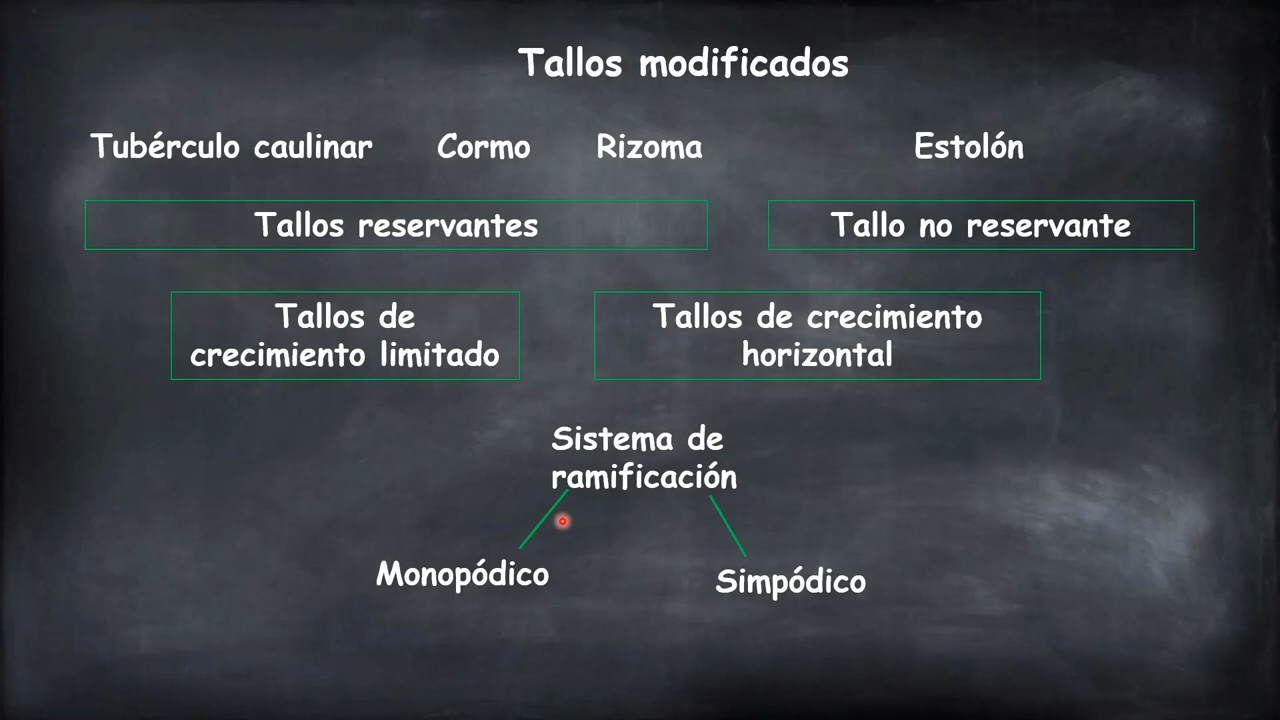 Tallos modificados
Tubérculo caulinar Cormo Rizoma Estolón
Tallos reservantes Tallo no reservante
Tallos de
crecimiento limitado
Tallos de crecimiento
horizontal
Sistema de
ramificación
Monopódico
Simpódico